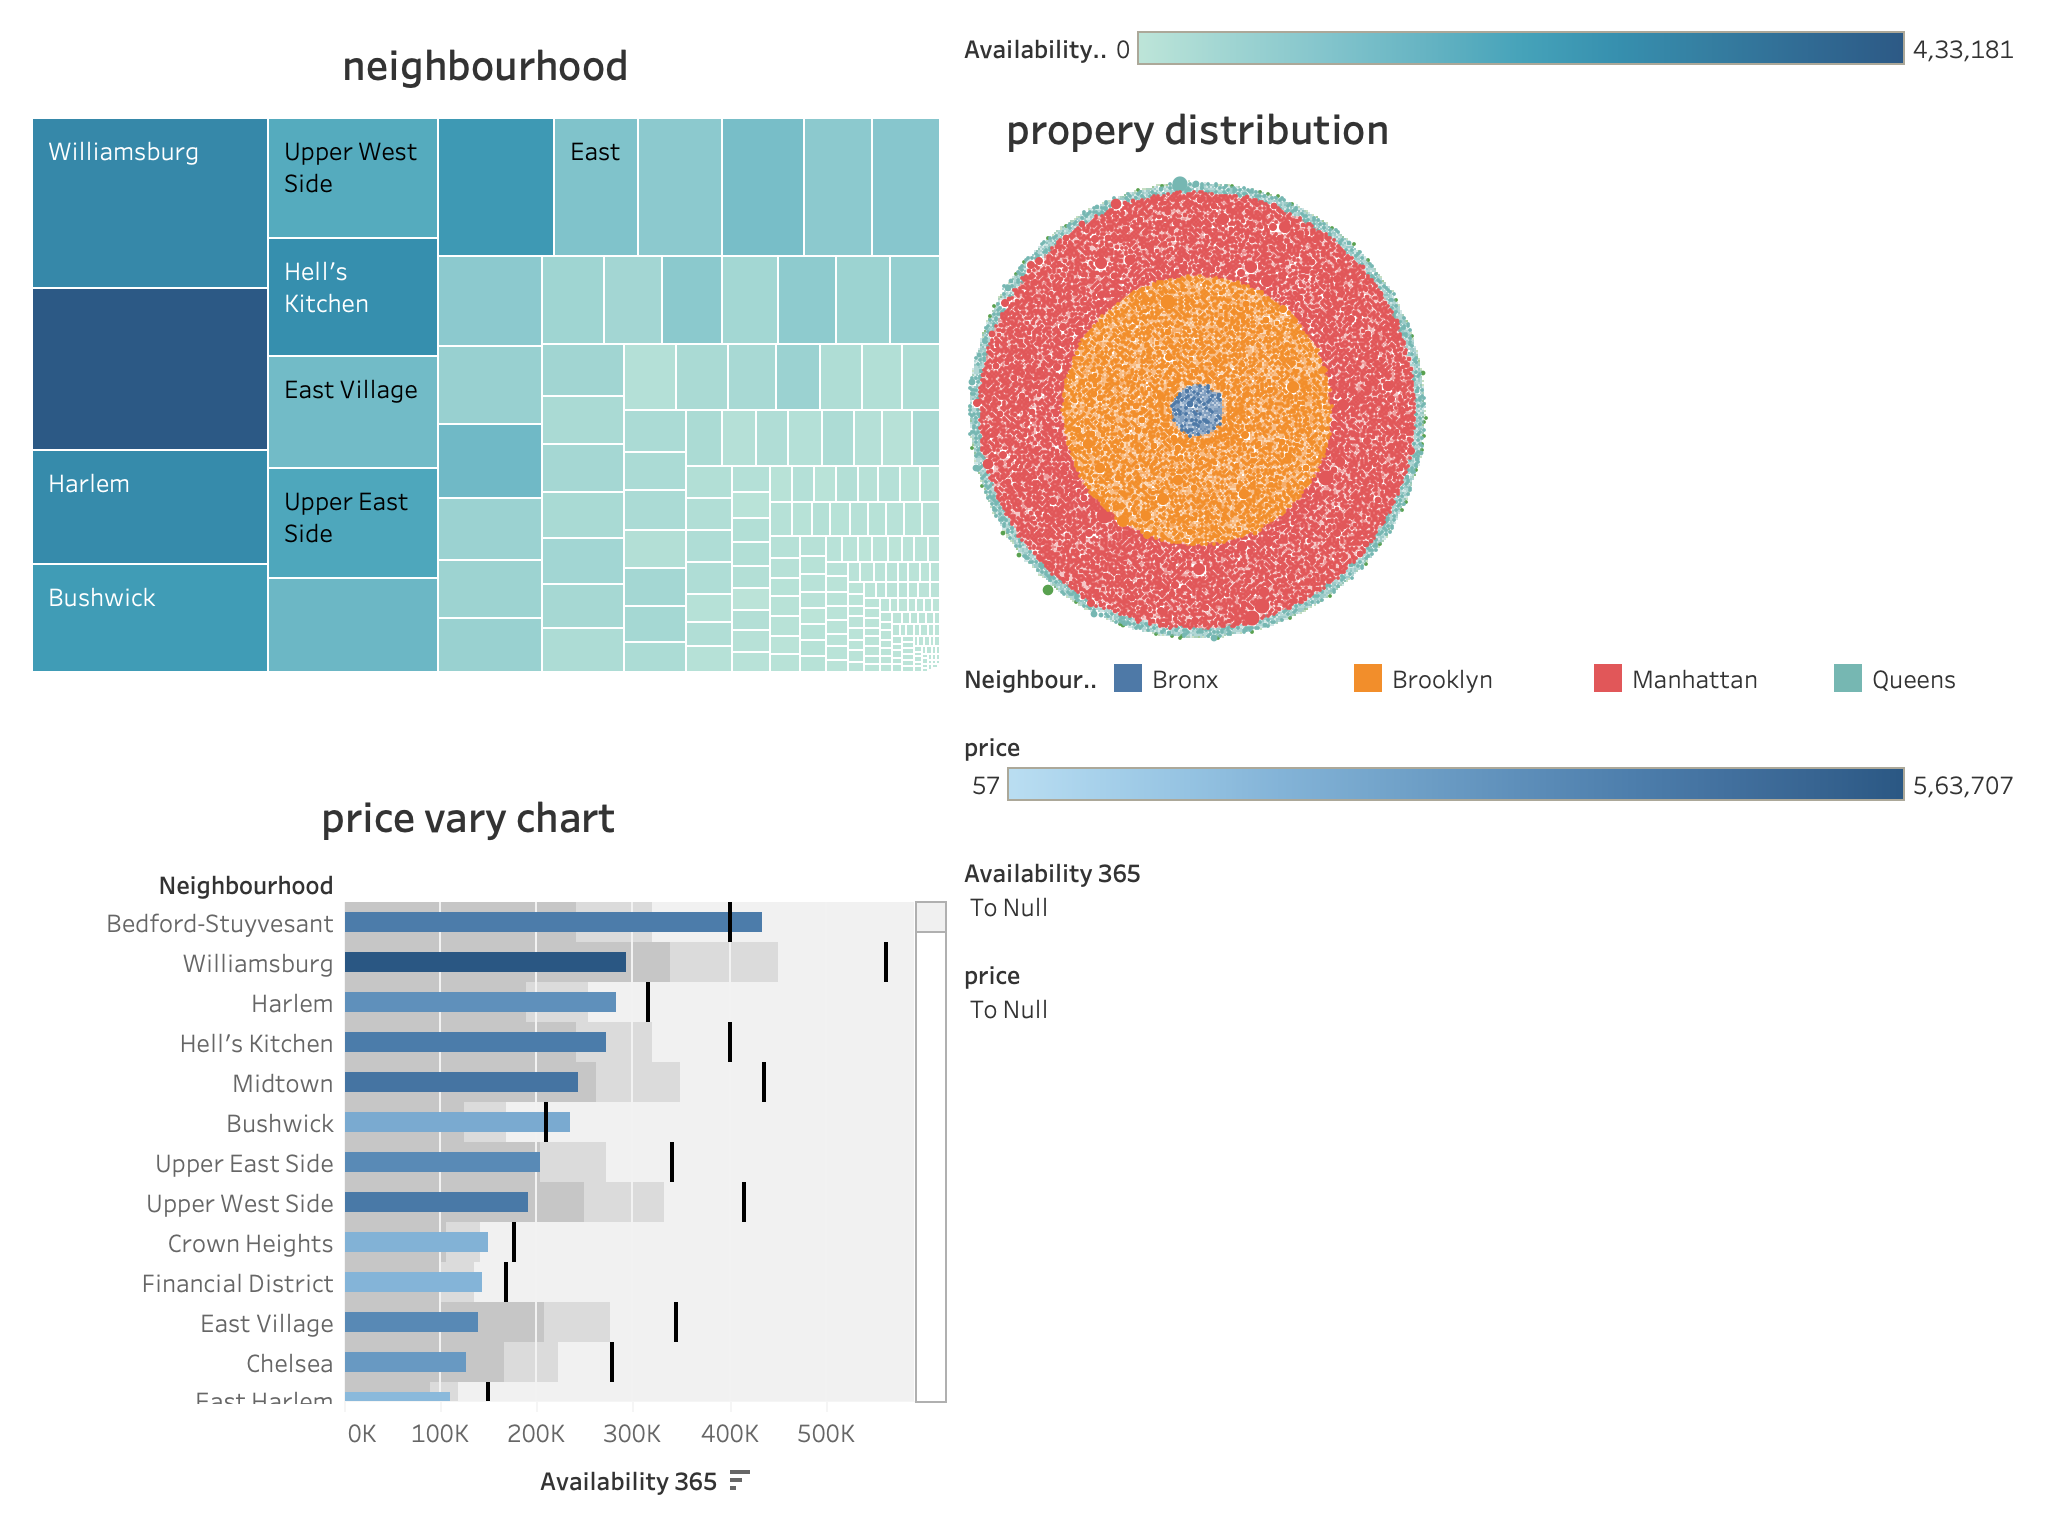 neighbourhood
Williamsburg
Harlem
Bushwick
Upper West
Side
Hell's
Kitchen
East Village
Upper East
Side
East
Availability.. 0 4,33,181
propery distribution
Neighbour.. Bronx Brooklyn Manhattan Queens
price
57 5,63,707
price vary chart
Neighbourhood
Bedford-Stuyvesant
Williamsburg
Harlem
Hell's Kitchen
Midtown
Bushwick
Upper East Side
Upper West Side
Crown Heights
Financial District
East Village
Chelsea
East Harlem
0K 100K 200K 300K 400K 500K
Availability 365
Availability 365
To Null
price
To Null